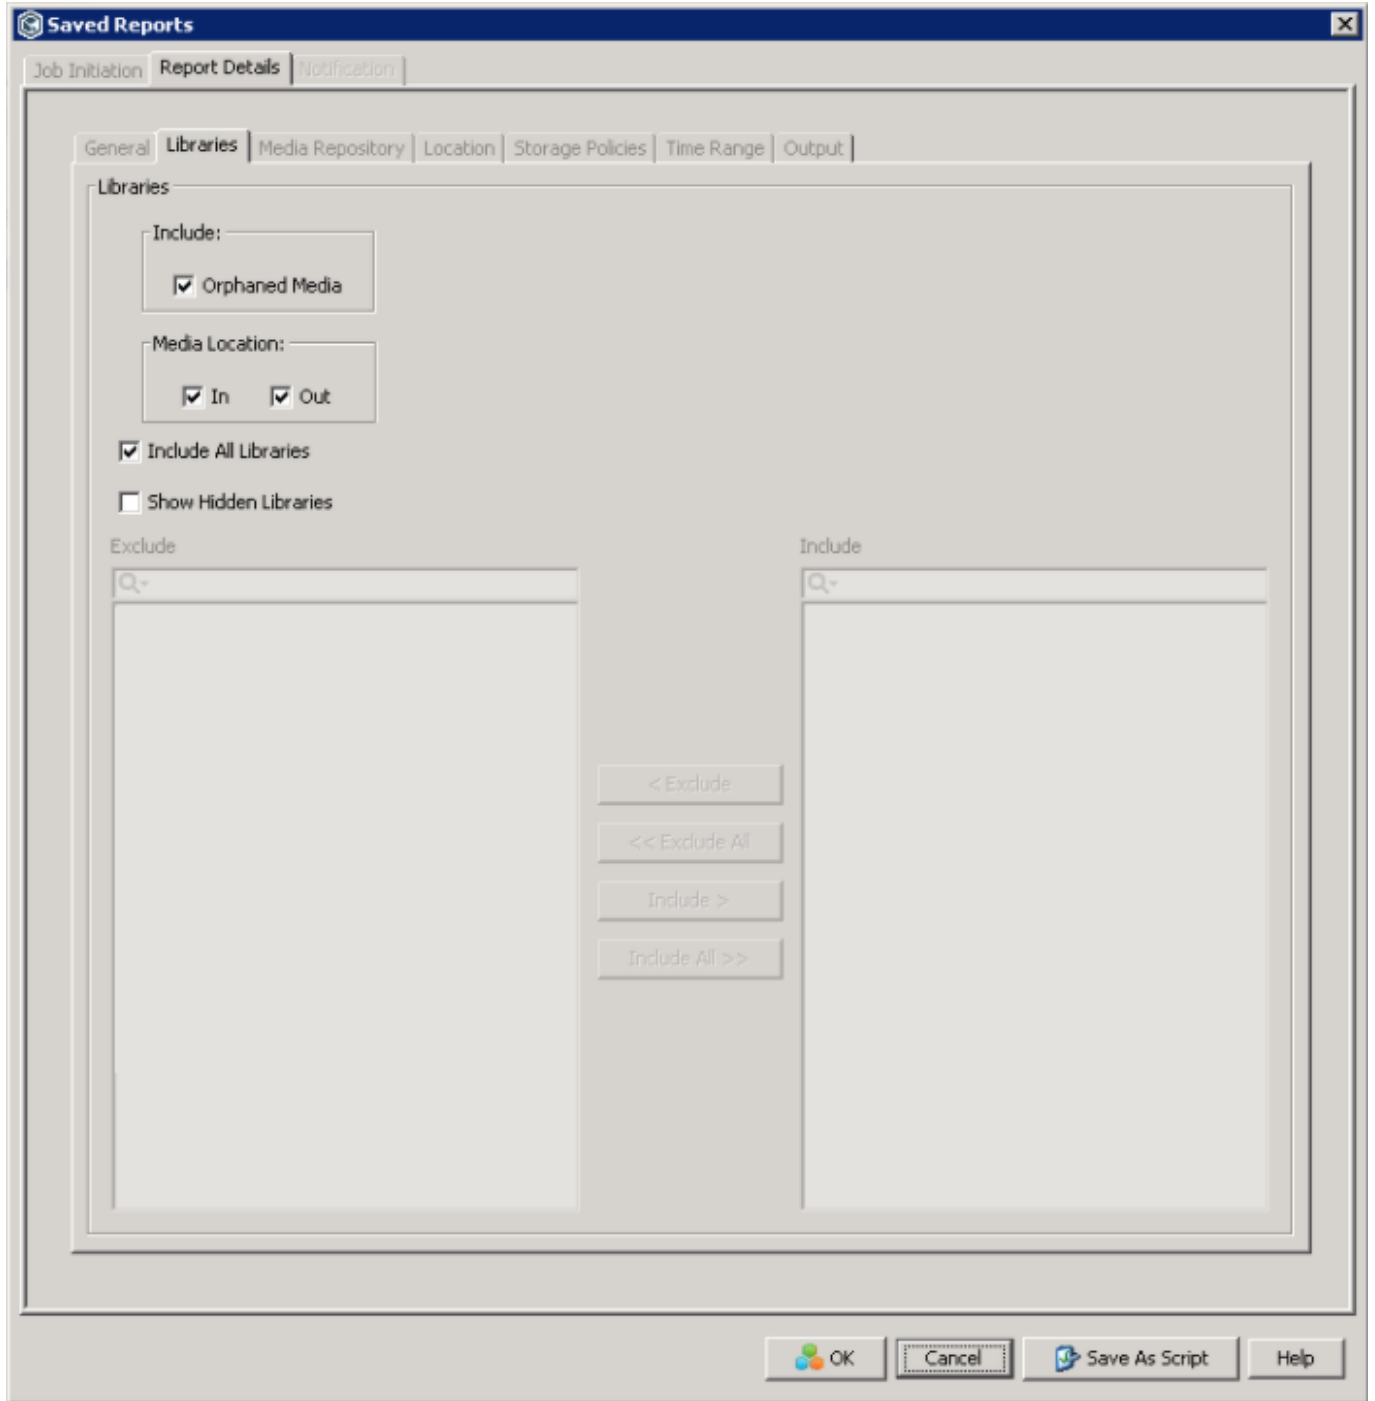 Saved Reports
Job Initiation Report Details Notification
General Libraries Media Repository Location Storage Policies Time Range Output
Libraries
Include:
Orphaned Media
Media Location:
In Out
Include All Libraries
Show Hidden Libraries
Exclude Include
< Exclude
<< Exclude All
Include >
Include All >>
OK Cancel Save As Script Help